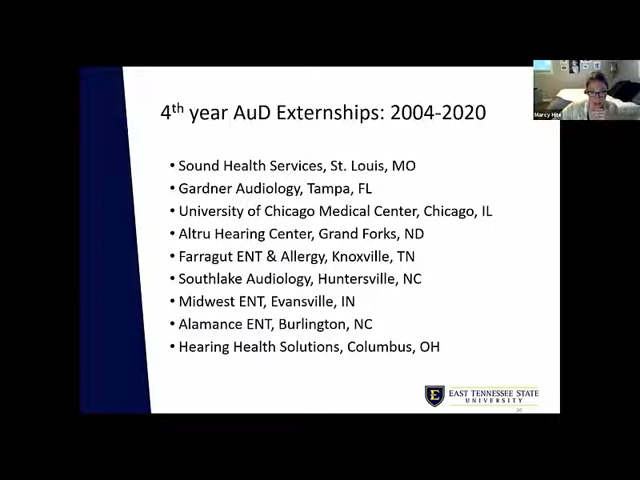 4th year AuD Externships: 2004-2020
• Sound Health Services, St. Louis, MO
• Gardner Audiology, Tampa, FL
• University of Chicago Medical Center, Chicago, IL
• Altru Hearing Center, Grand Forks, ND
• Farragut ENT & Allergy, Knoxville, TN
• Southlake Audiology, Huntersville, NC
• Midwest ENT, Evansville, IN
• Alamance ENT, Burlington, NC
• Hearing Health Solutions, Columbus, OH
E
EAST TENNESSEE STATE
UNIVERSITY
Marcy